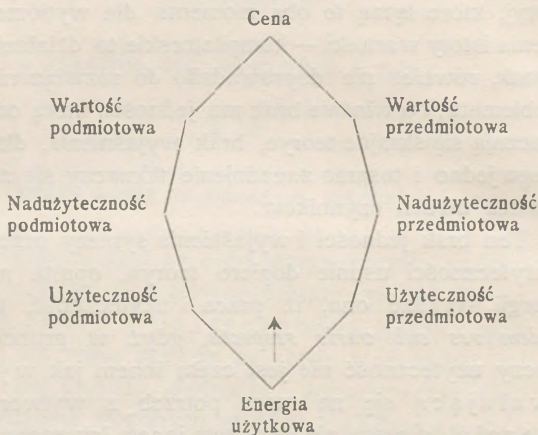 Cena
Wartość
podmiotowa
Wartość
przedmiotowa
Nadużyteczność
podmiotowa
Nadużyteczność
przedmiotowa
Użyteczność
podmiotowa
Użyteczność
przedmiotowa
Energia
użytkowa